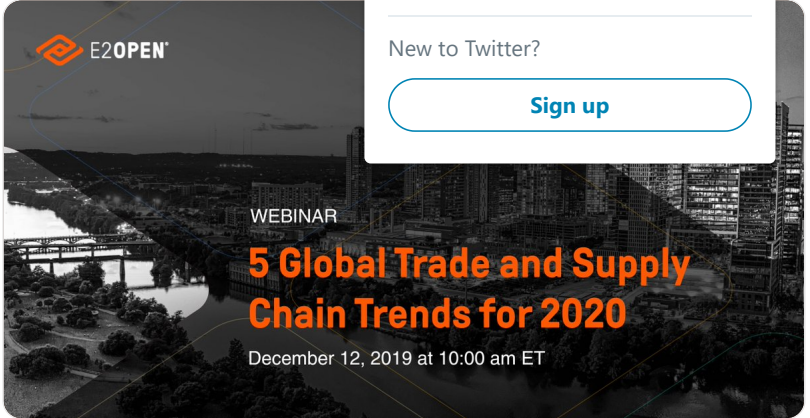 E2OPEN
New to Twitter?
Sign up
WEBINAR
5 Global Trade and Supply
Chain Trends for 2020
December 12, 2019 at 10:00 am ET